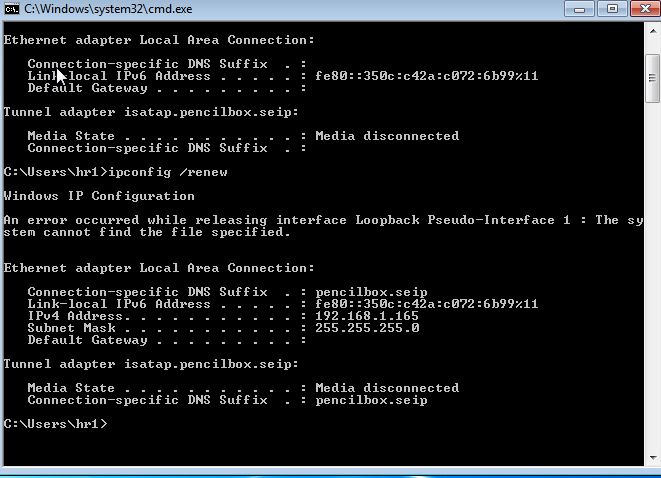 C:\Windows\system32\cmd.exe
Ethernet adapter Local Area Connection:
Connection-specific DNS Suffix . :
Link-local IPv6 Address . . . . . : fe80::350c:c42a:c072:6b99%11
Default Gateway . . . . . . . . . :
Tunnel adapter isatap.pencilbox.seip:
Media State . . . . . . . . . . . : Media disconnected
Connection-specific DNS Suffix . :
C:\Users\hr1>ipconfig /renew
Windows IP Configuration
An error occurred while releasing interface Loopback Pseudo-Interface 1 : The sy
stem cannot find the file specified.
Ethernet adapter Local Area Connection:
Connection-specific DNS Suffix . : pencilbox.seip
Link-local IPv6 Address . . . . . : fe80::350c:c42a:c072:6b99%11
IPv4 Address. . . . . . . . . . . : 192.168.1.165
Subnet Mask . . . . . . . . . . . : 255.255.255.0
Default Gateway . . . . . . . . . :
Tunnel adapter isatap.pencilbox.seip:
Media State . . . . . . . . . . . : Media disconnected
Connection-specific DNS Suffix . : pencilbox.seip
C:\Users\hr1>